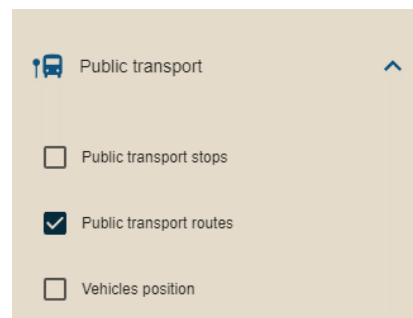 Public transport
Public transport stops
Public transport routes
Vehicles position